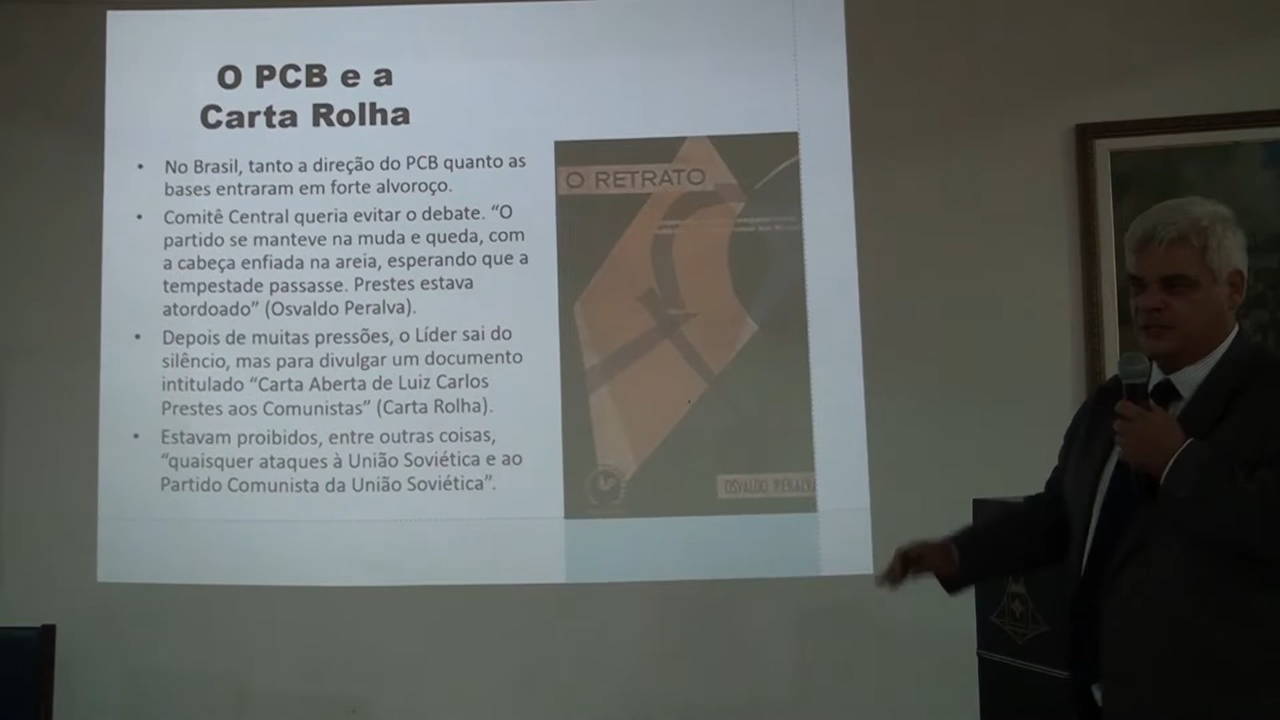 O PCB e a
Carta Rolha
• No Brasil, tanto a direção do PCB quanto as
bases entraram em forte alvoroço.
• Comitê Central queria evitar o debate. “O
partido se manteve na muda e queda, com
a cabeça enfiada na areia, esperando que a
tempestade passasse. Prestes estava
atordoado” (Osvaldo Peralva).
• Depois de muitas pressões, o Líder sai do
silêncio, mas para divulgar um documento
intitulado “Carta Aberta de Luiz Carlos
Prestes aos Comunistas” (Carta Rolha).
• Estavam proibidos, entre outras coisas,
“quaisquer ataques à União Soviética e ao
Partido Comunista da União Soviética”.
O RETRATO
OSVALDO PERALVA